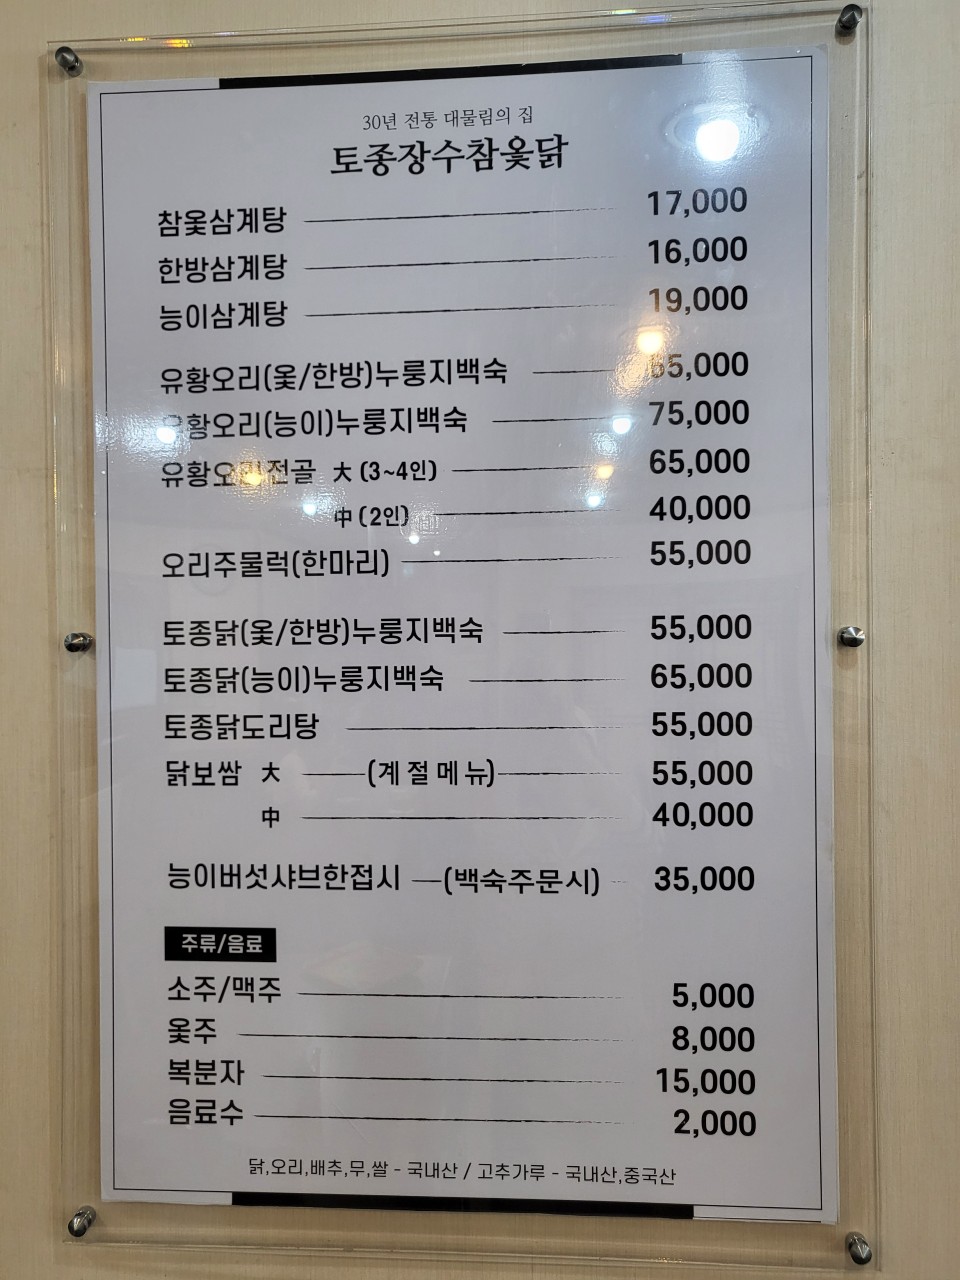 30년 전통 대물림의 집
토종장수참옻닭
참옻삼계탕 17,000
한방삼계탕 16,000
능이삼계탕 19,000
유황오리(옻/한방)누룽지백숙 65,000
유황오리(능이)누룽지백숙 75,000
유황오리전골 大 (3~4인) 65,000
中 (2인) 40,000
오리주물럭(한마리) 55,000
토종닭(옻/한방)누룽지백숙 55,000
토종닭(능이)누룽지백숙 65,000
토종닭도리탕 55,000
닭보쌈 大 (계절메뉴) 55,000
中 40,000
능이버섯샤브한접시 (백숙주문시) 35,000
주류/음료
소주/맥주 5,000
옻주 8,000
복분자 15,000
음료수 2,000
닭,오리,배추,무,쌀 - 국내산 / 고추가루 - 국내산,중국산